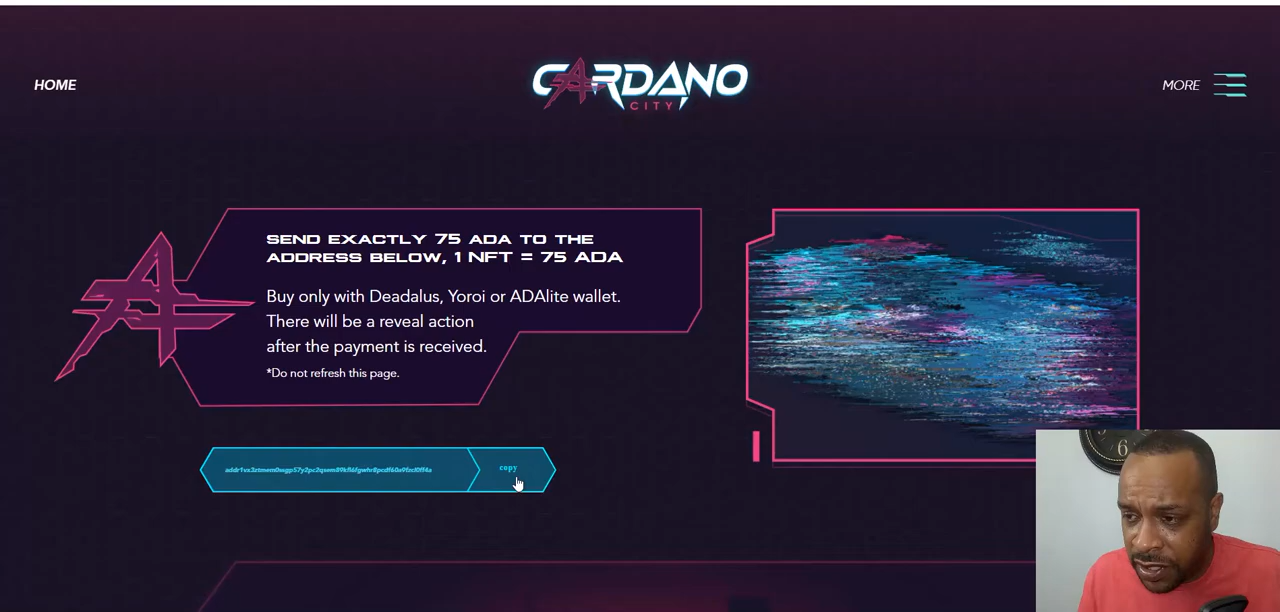 HOME
CARDANO
CITY
MORE
SEND EXACTLY 75 ADA TO THE
ADDRESS BELOW, 1 NFT = 75 ADA
Buy only with Deadalus, Yoroi or ADAlite wallet.
There will be a reveal action
after the payment is received.
*Do not refresh this page.
copy
6